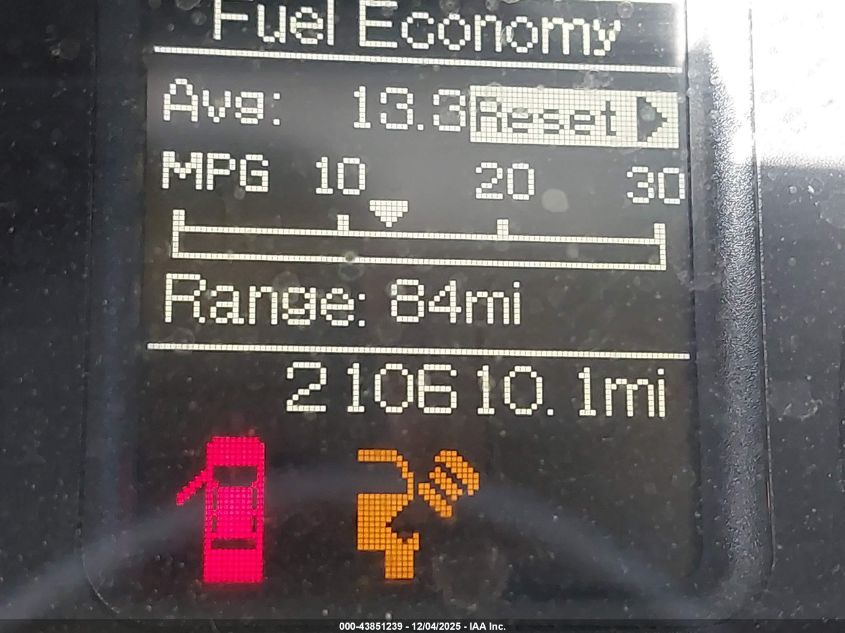 Fuel Economy
Avg: 13.3 Reset
MPG 10 20 30
Range: 84mi
210610.1mi
000-43851239 - 12/04/2025 - IAA Inc.